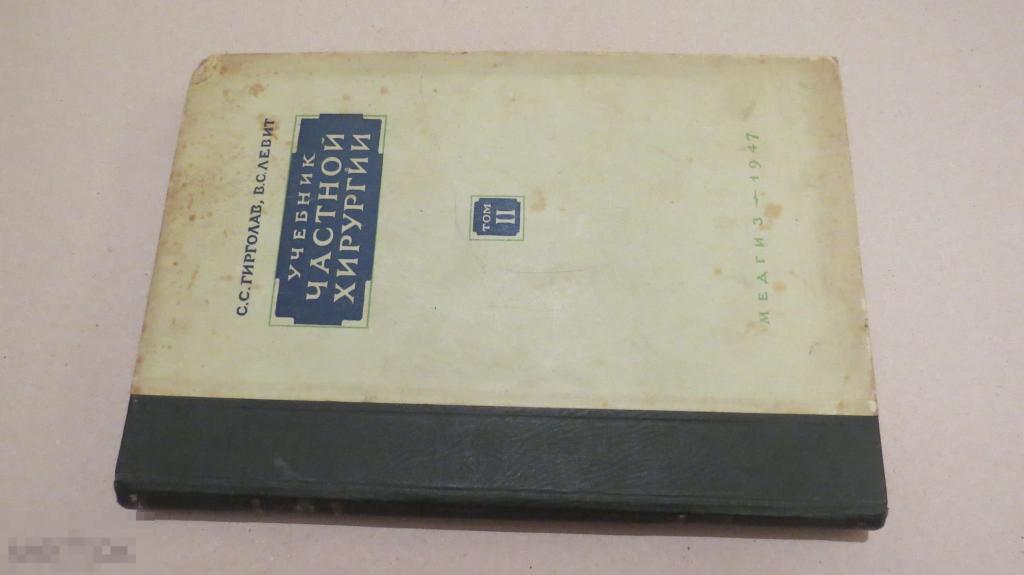 С.С.ГИРГОЛАВ, В.С.ЛЕВИТ
УЧЕБНИК
ЧАСТНОЙ
ХИРУРГИИ
ТОМ
II
МЕДГИЗ — 1947